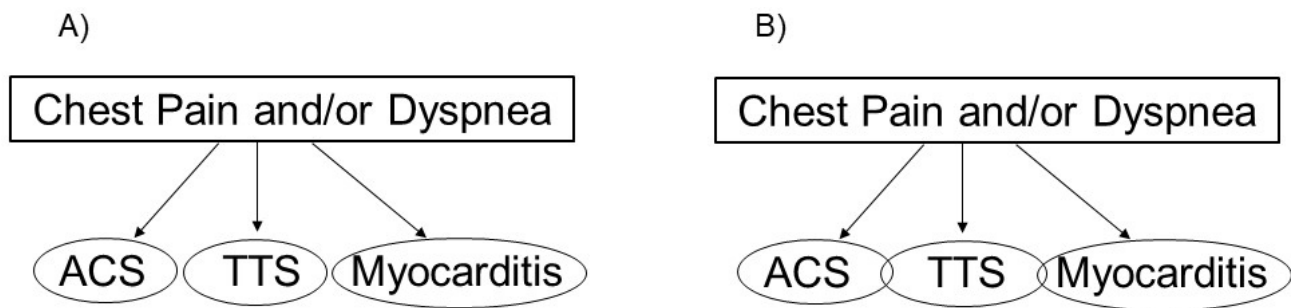 A)
Chest Pain and/or Dyspnea
ACS TTS Myocarditis
B)
Chest Pain and/or Dyspnea
ACS TTS Myocarditis